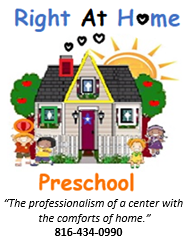 Right At Home
Preschool
“The professionalism of a center with
the comforts of home.”
816-434-0990